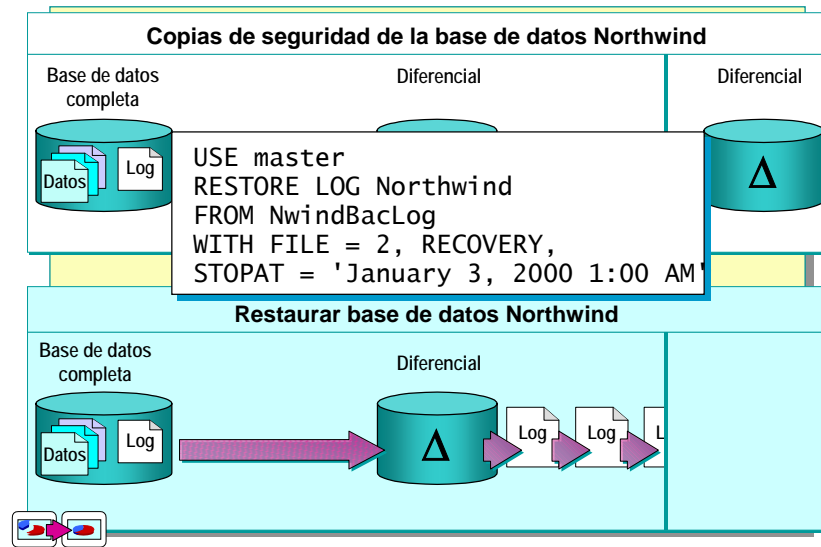 Copias de seguridad de la base de datos Northwind
Base de datos
completa
Diferencial
Diferencial
Datos
Log
Δ
USE master
RESTORE LOG Northwind
FROM NwindBacLog
WITH FILE = 2, RECOVERY,
STOPAT = 'January 3, 2000 1:00 AM'
Restaurar base de datos Northwind
Base de datos
completa
Diferencial
Datos
Log
Δ
Log
Log
L